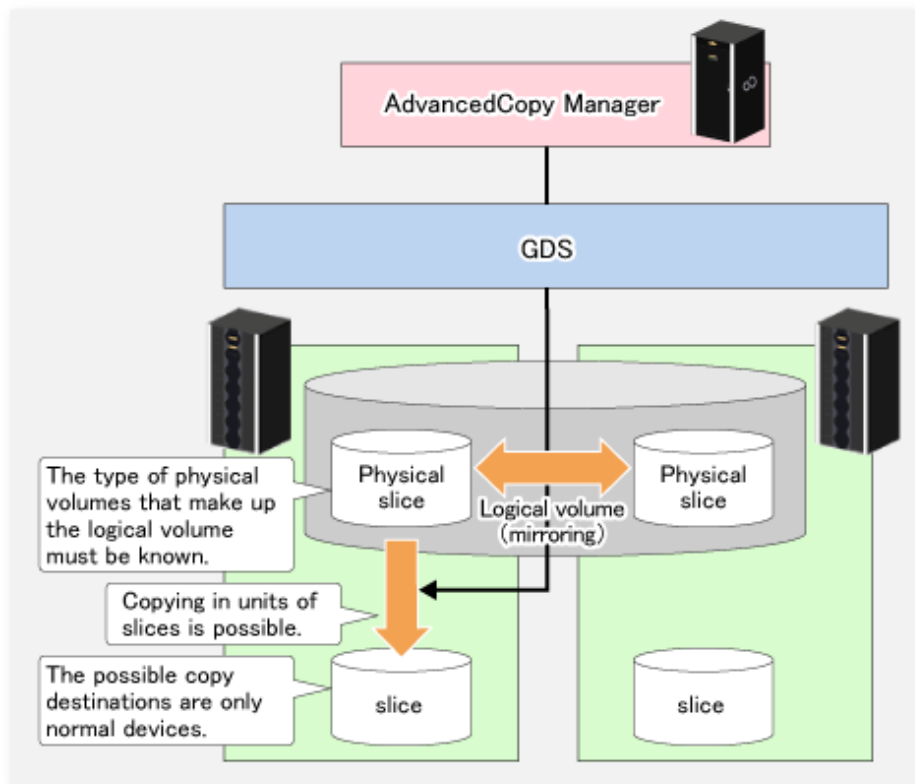 AdvancedCopy Manager
GDS
The type of physical
volumes that make up
the logical volume
must be known.
Physical
slice
Physical
slice
Logical volume
(mirroring)
Copying in units of
slices is possible.
The possible copy
destinations are only
normal devices.
slice
slice